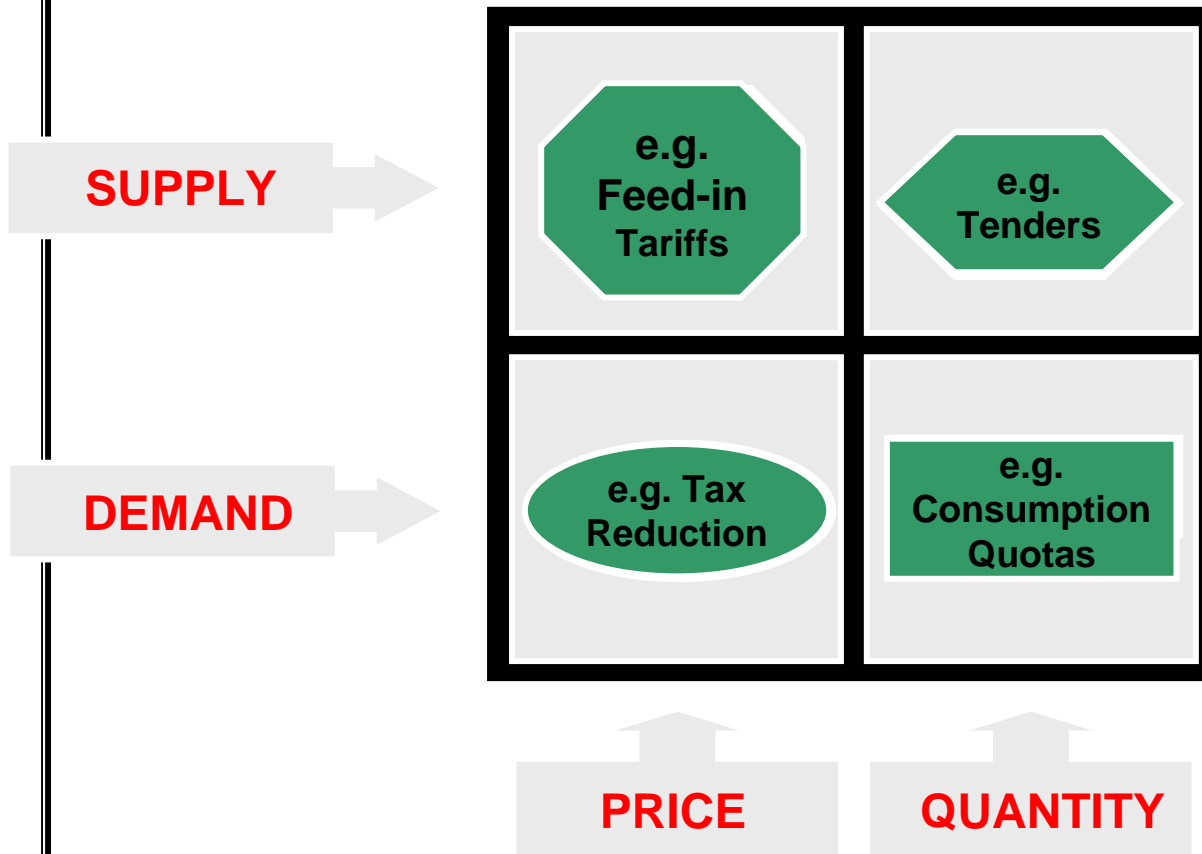 SUPPLY
e.g.
Feed-in
Tariffs
e.g.
Tenders
DEMAND
e.g. Tax
Reduction
e.g.
Consumption
Quotas
PRICE
QUANTITY